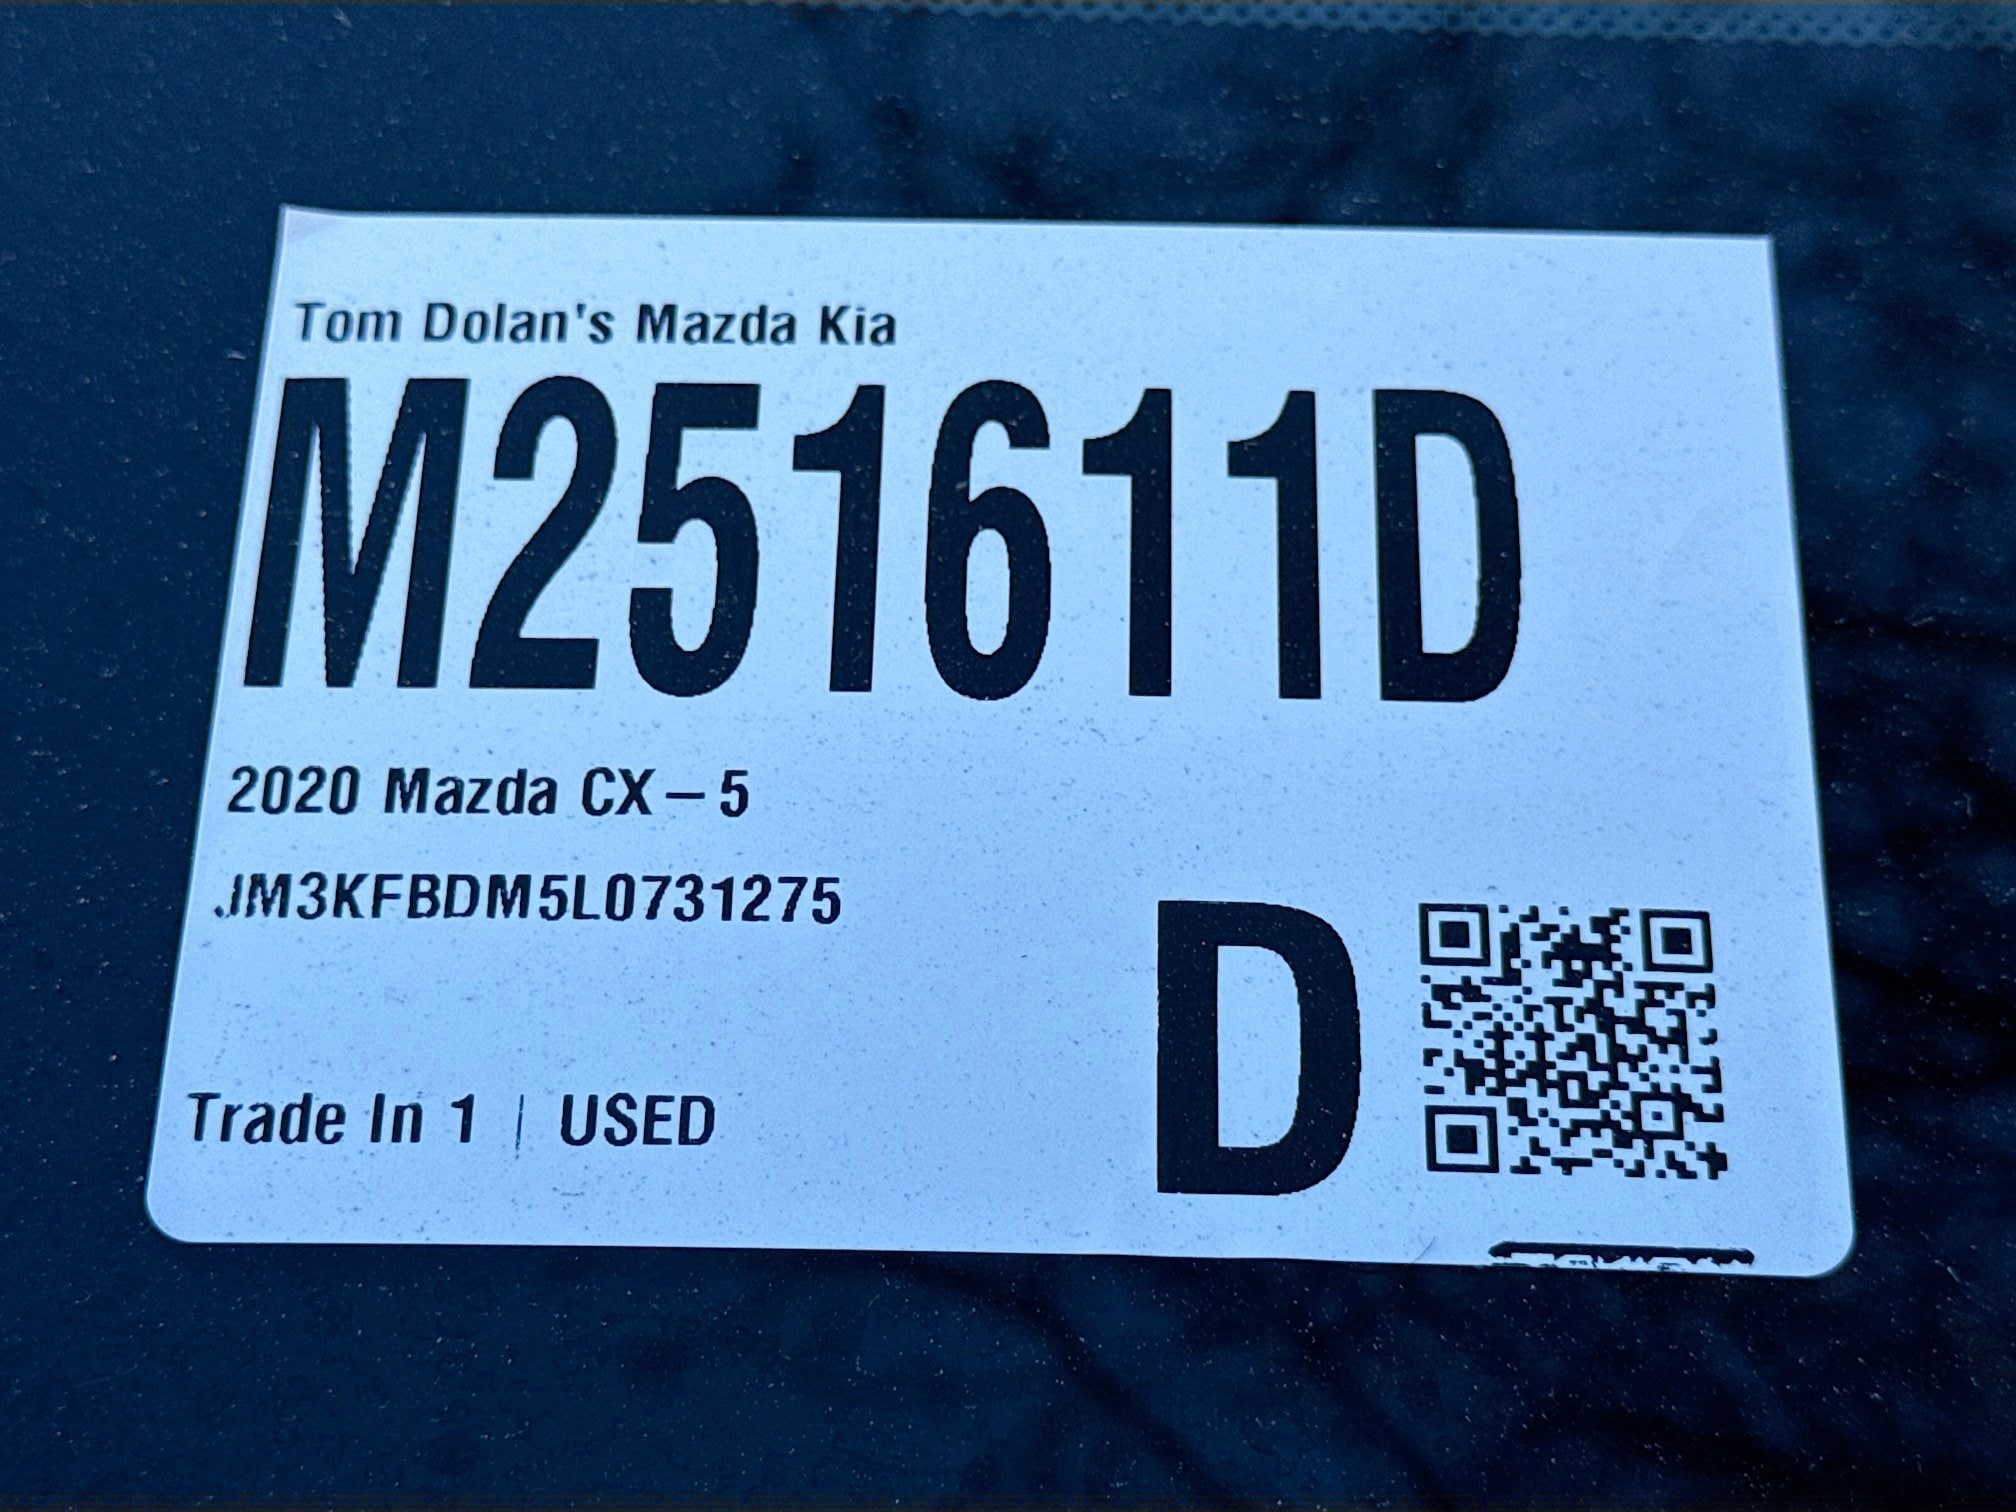 Tom Dolan's Mazda Kia
M251611D
2020 Mazda CX-5
JM3KFBDM5L0731275
D
Trade In 1 | USED